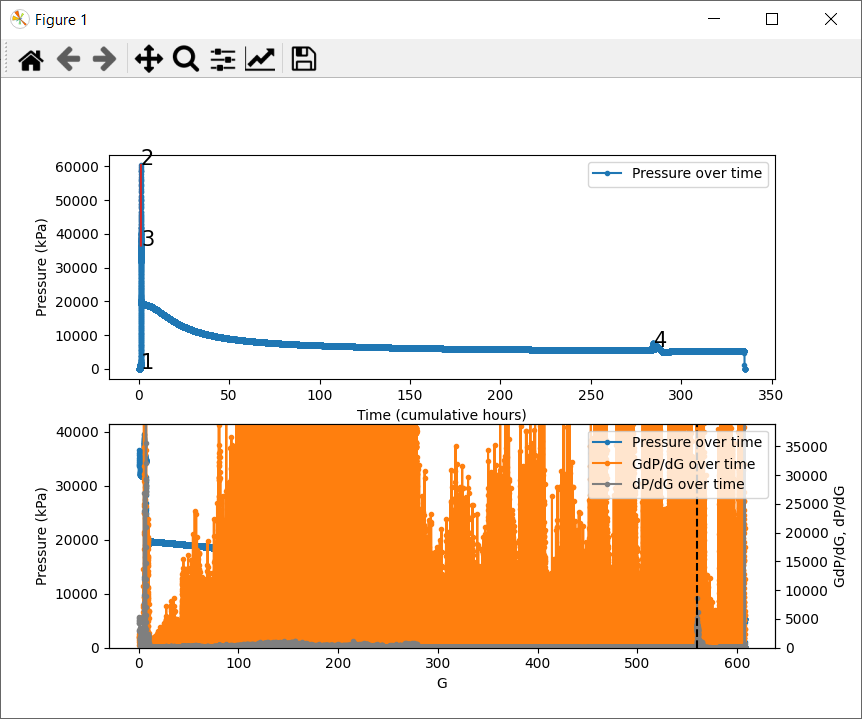 Figure 1
2
60000
Pressure over time
50000
3
40000
Pressure (kPa)
30000
20000
10000
4
1
0
0 50 100 150 200 250 300 350
Time (cumulative hours)
40000
Pressure over time
35000
GdP/dG over time
dP/dG over time
30000
30000
25000
Pressure (kPa)
20000
20000
GdP/dG, dP/dG
15000
10000
10000
5000
0
0
0 100 200 300 400 500 600
G